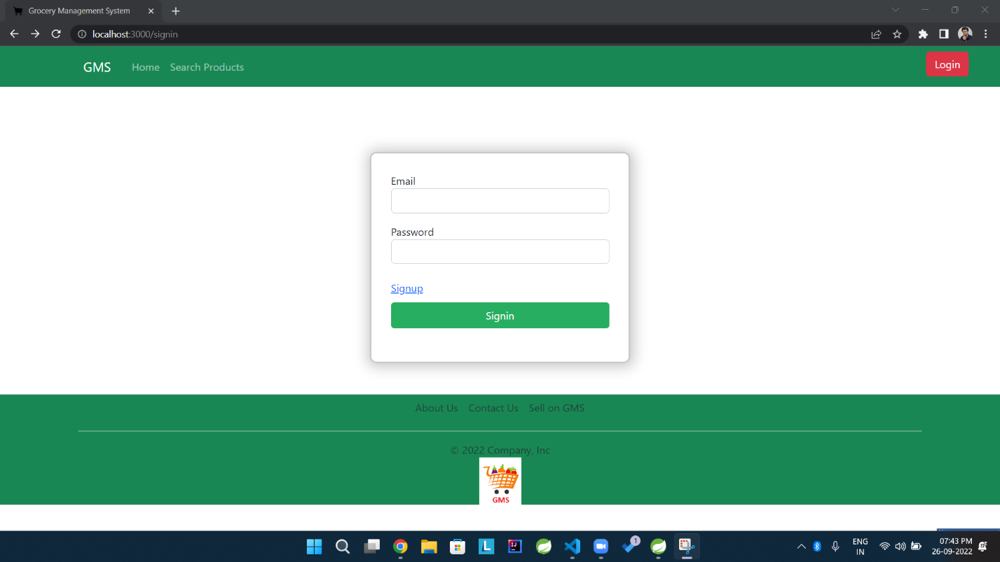 Grocery Management System
localhost:3000/signin
GMS Home Search Products Login
Email
Password
Signup
Signin
About Us Contact Us Sell on GMS
© 2022 Company, Inc
GMS
1
ENG
IN
07:43 PM
26-09-2022